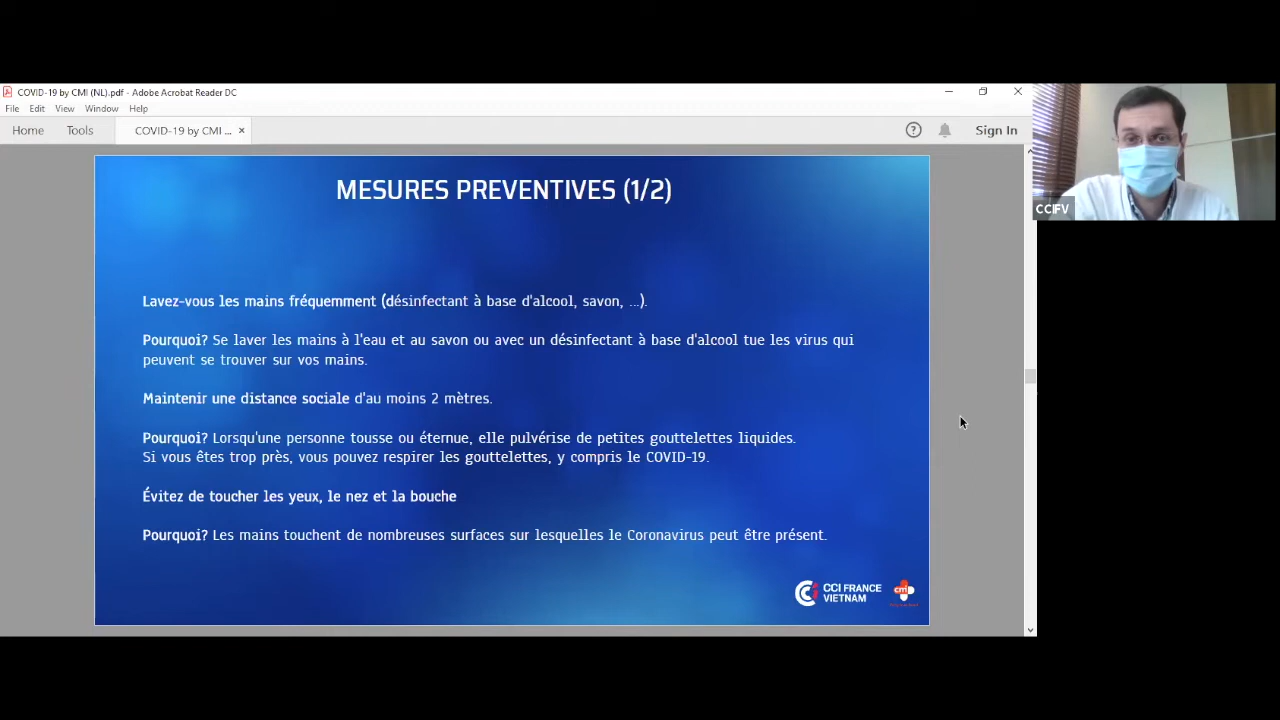 COVID-19 by CMI (NL).pdf - Adobe Acrobat Reader DC
File Edit View Window Help
Home Tools COVID-19 by CMI ... × ? Sign In
CCIFV
MESURES PREVENTIVES (1/2)
Lavez-vous les mains fréquemment (désinfectant à base d'alcool, savon, ...).
Pourquoi? Se laver les mains à l'eau et au savon ou avec un désinfectant à base d'alcool tue les virus qui
peuvent se trouver sur vos mains.
Maintenir une distance sociale d'au moins 2 mètres.
Pourquoi? Lorsqu'une personne tousse ou éternue, elle pulvérise de petites gouttelettes liquides.
Si vous êtes trop près, vous pouvez respirer les gouttelettes, y compris le COVID-19.
Évitez de toucher les yeux, le nez et la bouche
Pourquoi? Les mains touchent de nombreuses surfaces sur lesquelles le Coronavirus peut être présent.
CCI FRANCE
VIETNAM
cmi